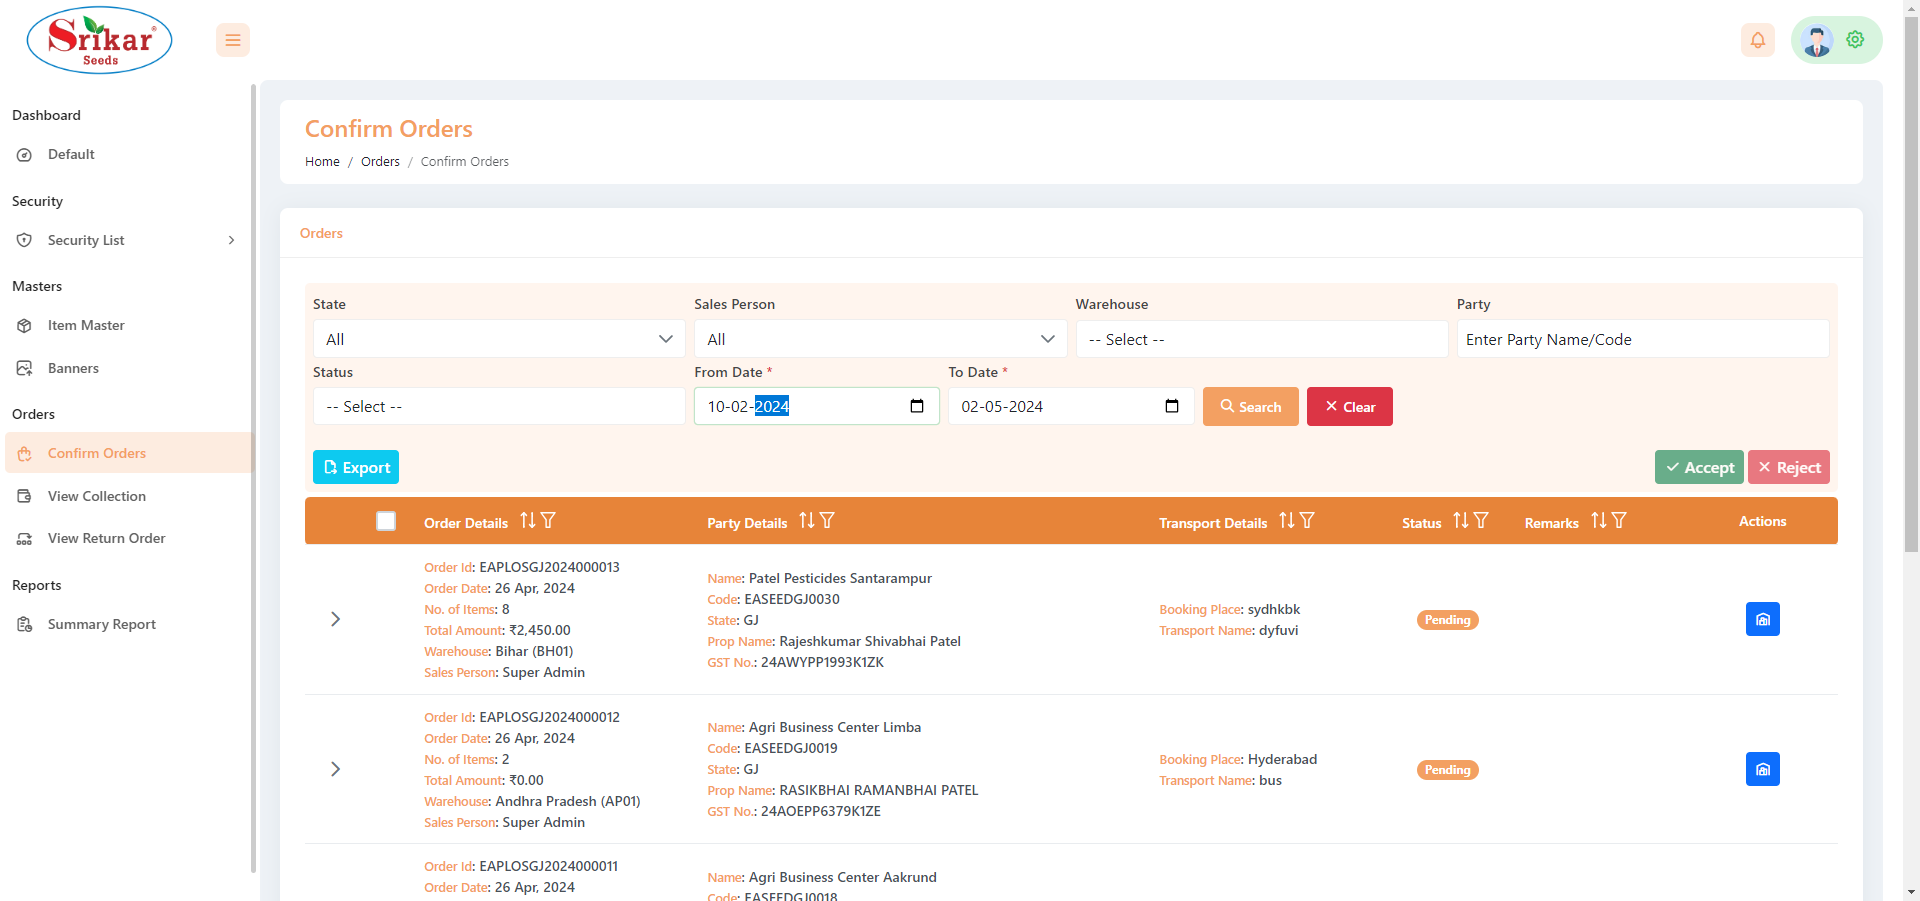 Srikar®
Seeds
Dashboard
Default
Security
Security List
Masters
Item Master
Banners
Orders
Confirm Orders
View Collection
View Return Order
Reports
Summary Report
Confirm Orders
Home / Orders / Confirm Orders
Orders
State Sales Person Warehouse Party
All All -- Select -- Enter Party Name/Code
Status From Date * To Date *
-- Select -- 10-02-2024 02-05-2024 Search Clear
Export Accept Reject
Order Details Party Details Transport Details Status Remarks Actions
Order Id: EAPLOSGJ2024000013
Order Date: 26 Apr, 2024
No. of Items: 8
Total Amount: ₹2,450.00
Warehouse: Bihar (BH01)
Sales Person: Super Admin
Name: Patel Pesticides Santarampur
Code: EASEEDGJ0030
State: GJ
Prop Name: Rajeshkumar Shivabhai Patel
GST No.: 24AWYPP1993K1ZK
Booking Place: sydhkbk
Transport Name: dyfuvi
Pending
Order Id: EAPLOSGJ2024000012
Order Date: 26 Apr, 2024
No. of Items: 2
Total Amount: ₹0.00
Warehouse: Andhra Pradesh (AP01)
Sales Person: Super Admin
Name: Agri Business Center Limba
Code: EASEEDGJ0019
State: GJ
Prop Name: RASIKBHAI RAMANBHAI PATEL
GST No.: 24AOEPP6379K1ZE
Booking Place: Hyderabad
Transport Name: bus
Pending
Order Id: EAPLOSGJ2024000011
Order Date: 26 Apr, 2024
Name: Agri Business Center Aakrund
Code: EASEEDGJ0018